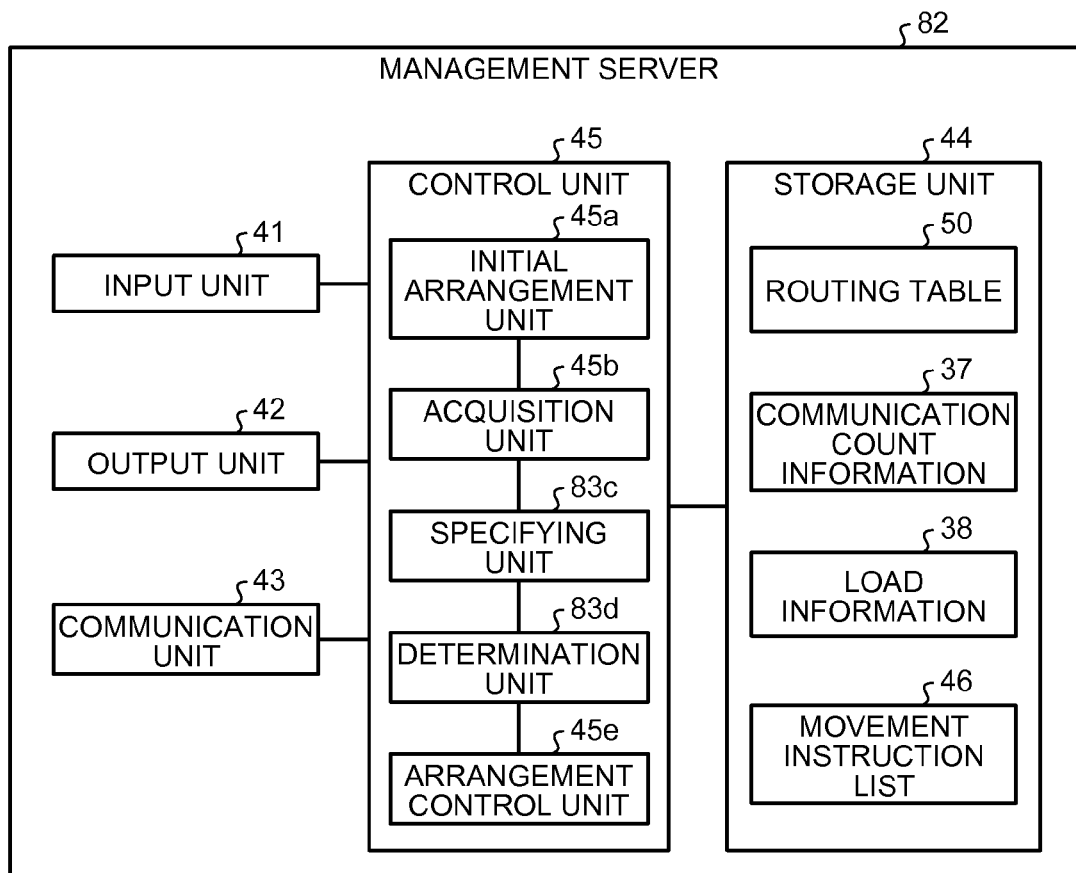 82
MANAGEMENT SERVER
41
INPUT UNIT
42
OUTPUT UNIT
43
COMMUNICATION
UNIT
45
CONTROL UNIT
45a
INITIAL
ARRANGEMENT
UNIT
45b
ACQUISITION
UNIT
83c
SPECIFYING
UNIT
83d
DETERMINATION
UNIT
45e
ARRANGEMENT
CONTROL UNIT
44
STORAGE UNIT
50
ROUTING TABLE
37
COMMUNICATION
COUNT
INFORMATION
38
LOAD
INFORMATION
46
MOVEMENT
INSTRUCTION
LIST